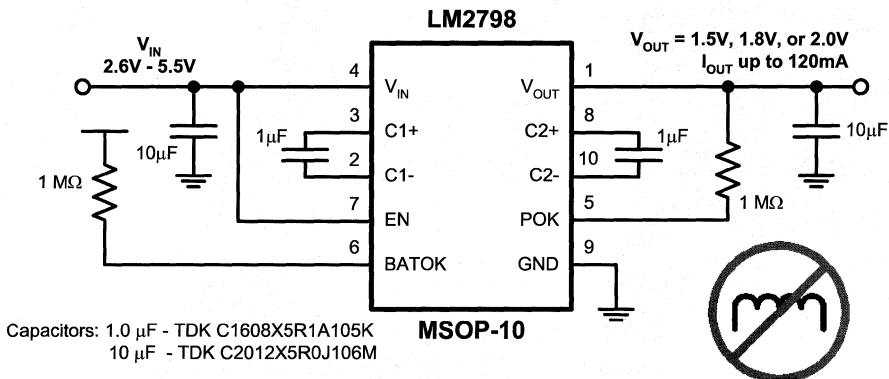 LM2798
V_IN
2.6V - 5.5V
V_OUT = 1.5V, 1.8V, or 2.0V
I_OUT up to 120mA
4
V_IN
V_OUT
1
3
C1+
C2+
8
10μF
1μF
1μF
10μF
2
C1-
C2-
10
1 MΩ
1 MΩ
7
EN
POK
5
6
BATOK
GND
9
Capacitors: 1.0 μF - TDK C1608X5R1A105K
10 μF - TDK C2012X5R0J106M
MSOP-10